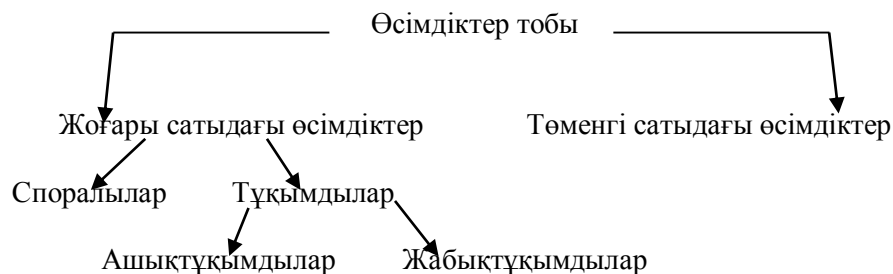 Өсімдіктер тобы
Жоғары сатыдағы өсімдіктер Төменгі сатыдағы өсімдіктер
Споралылар Тұқымдылар
Ашықтұқымдылар Жабықтұқымдылар